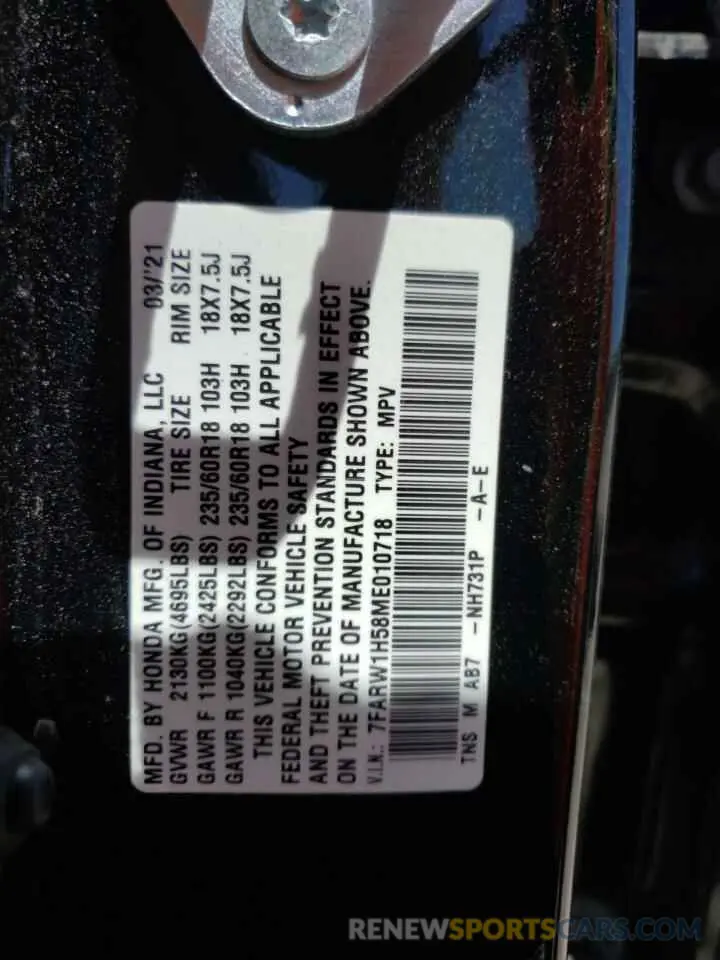 MFD. BY HONDA MFG. OF INDIANA, LLC 03/'21
GVWR 2130KG(4695LBS) TIRE SIZE RIM SIZE
GAWR F 1100KG(2425LBS) 235/60R18 103H 18X7.5J
GAWR R 1040KG(2292LBS) 235/60R18 103H 18X7.5J
THIS VEHICLE CONFORMS TO ALL APPLICABLE
FEDERAL MOTOR VEHICLE SAFETY
AND THEFT PREVENTION STANDARDS IN EFFECT
ON THE DATE OF MANUFACTURE SHOWN ABOVE.
V.I.N.: 7FARW1H58ME010718 TYPE: MPV
TNS M AB7 -NH731P -A-E
RENEWSPORTSCARS.COM